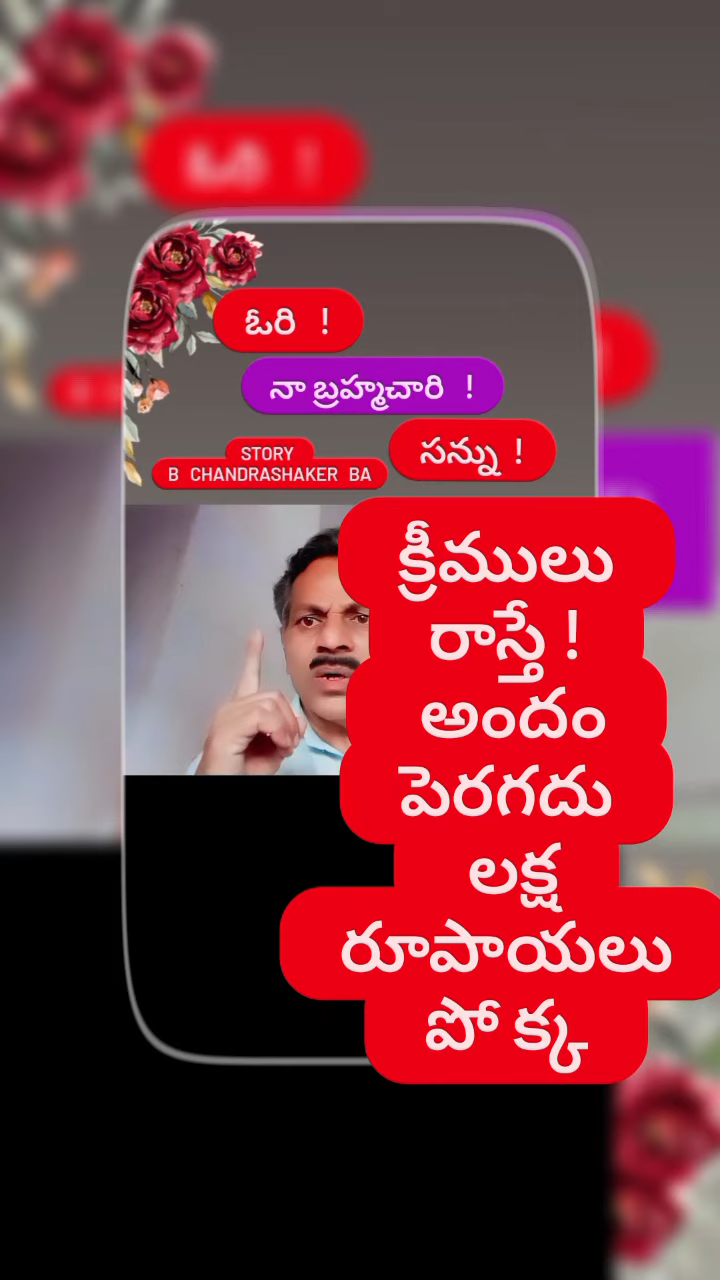 ఓరి !
నా బ్రహ్మచారి !
సన్ను !
STORY
B CHANDRASHAKER BA
క్రీములు
రాస్తే !
అందం
పెరగదు
లక్ష
రూపాయలు
పో క్క